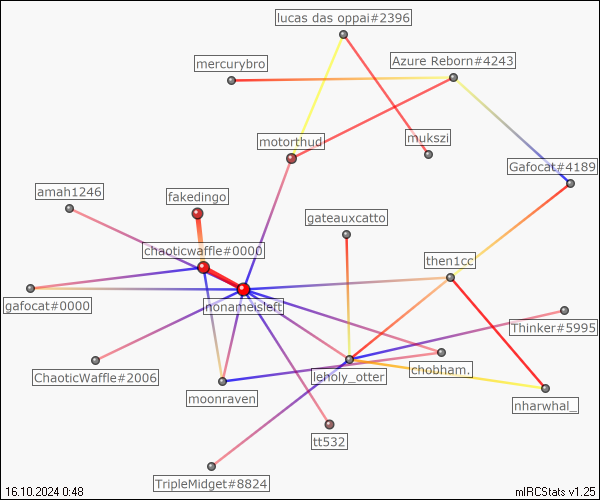 lucas das oppai#2396
Azure Reborn#4243
mercurybro
motorthud
mukszi
Gafocat#4189
amah1246
fakedingo
gateauxcatto
chaoticwaffle#0000
then1cc
gafocat#0000
nonameisleft
Thinker#5995
ChaoticWaffle#2006
leholy_otter
chobham.
moonraven
nharwhal_
tt532
TripleMidget#8824
16.10.2024 0:48
mIRCStats v1.25